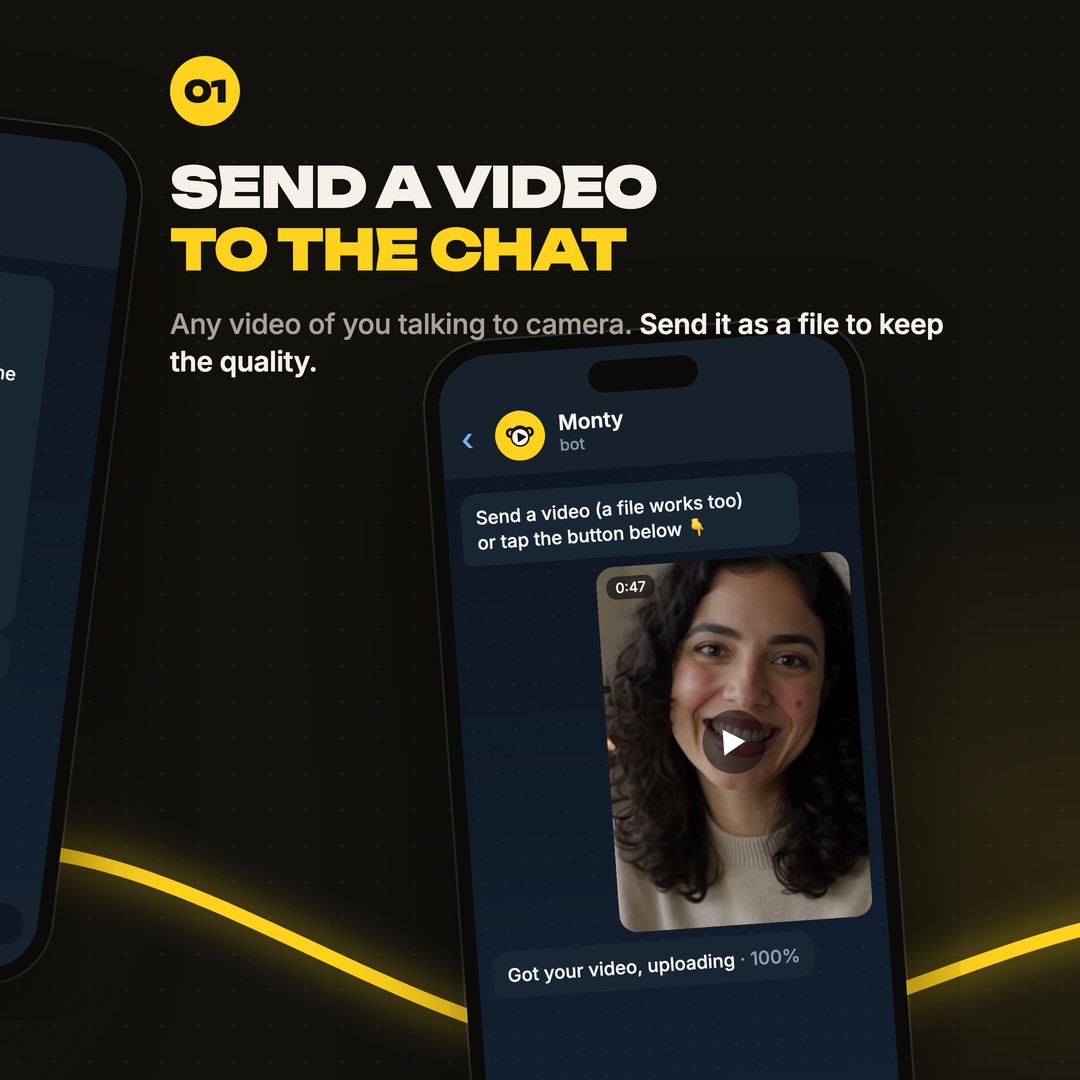 01
SEND A VIDEO
TO THE CHAT
Any video of you talking to camera. Send it as a file to keep
the quality.
‹ Monty
bot
Send a video (a file works too)
or tap the button below 👇
0:47
Got your video, uploading · 100%